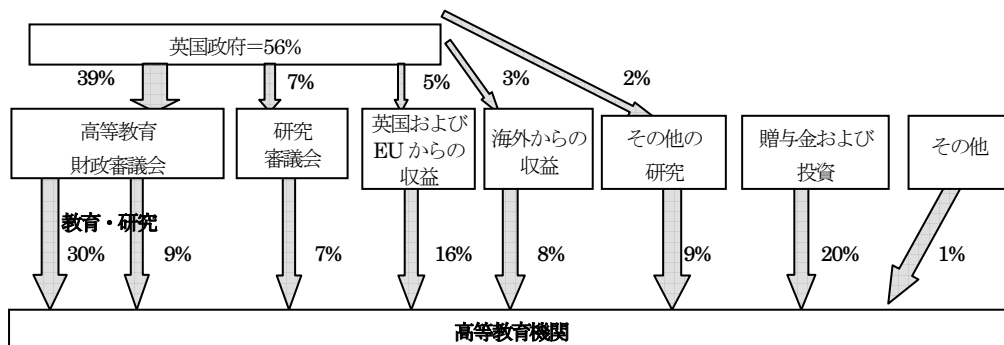 英国政府＝56%
39%
7%
5%
3%
2%
高等教育
財政審議会
研究
審議会
英国および
EU からの
収益
海外からの
収益
その他の
研究
贈与金および
投資
その他
教育・研究
30%
9%
7%
16%
8%
9%
20%
1%
高等教育機関